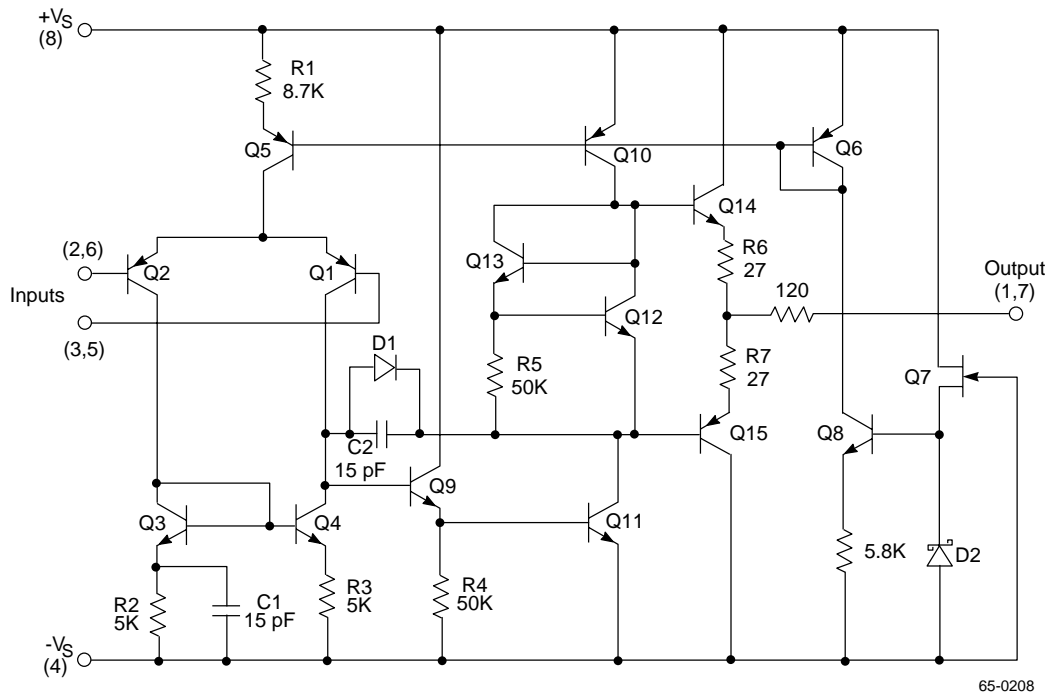 +VS
(8)
R1
8.7K
Q5
Q10
Q6
Q14
(2,6)
Q2
Q1
Q13
R6
27
Output
(1,7)
Inputs
120
Q12
(3,5)
D1
R5
50K
R7
27
Q7
C2
15 pF
Q15
Q8
Q9
Q3
Q4
Q11
5.8K
D2
R2
5K
C1
15 pF
R3
5K
R4
50K
-VS
(4)
65-0208